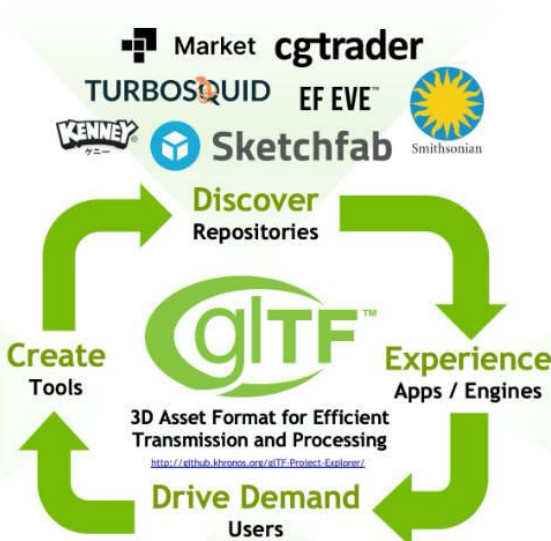 Market
cgtrader
TURBOSQUID
EF EVE™
KENNEY®
ケニー
Sketchfab
Smithsonian
Discover
Repositories
glTF™
Create
Tools
Experience
Apps / Engines
3D Asset Format for Efficient
Transmission and Processing
http://github.khronos.org/glTF-Project-Explorer/
Drive Demand
Users